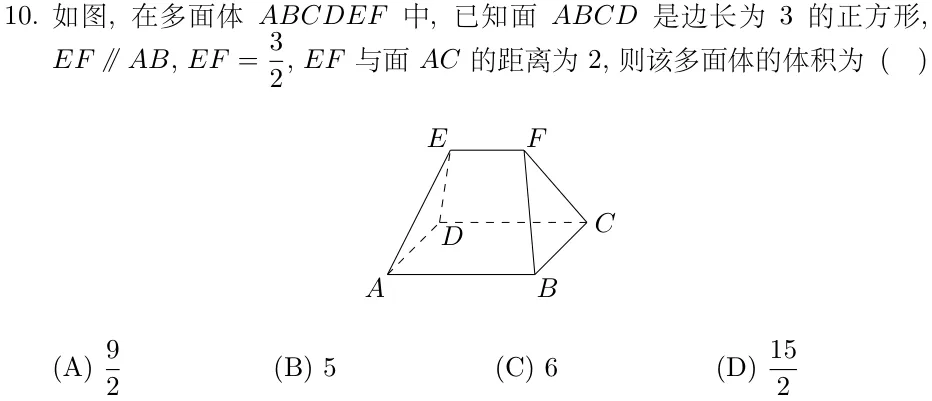 10. 如图, 在多面体 ABCDEF 中, 已知面 ABCD 是边长为 3 的正方形,
EF ∥ AB, EF = 3/2, EF 与面 AC 的距离为 2, 则该多面体的体积为 ( )
E F
D C
A B
(A) 9/2 (B) 5 (C) 6 (D) 15/2